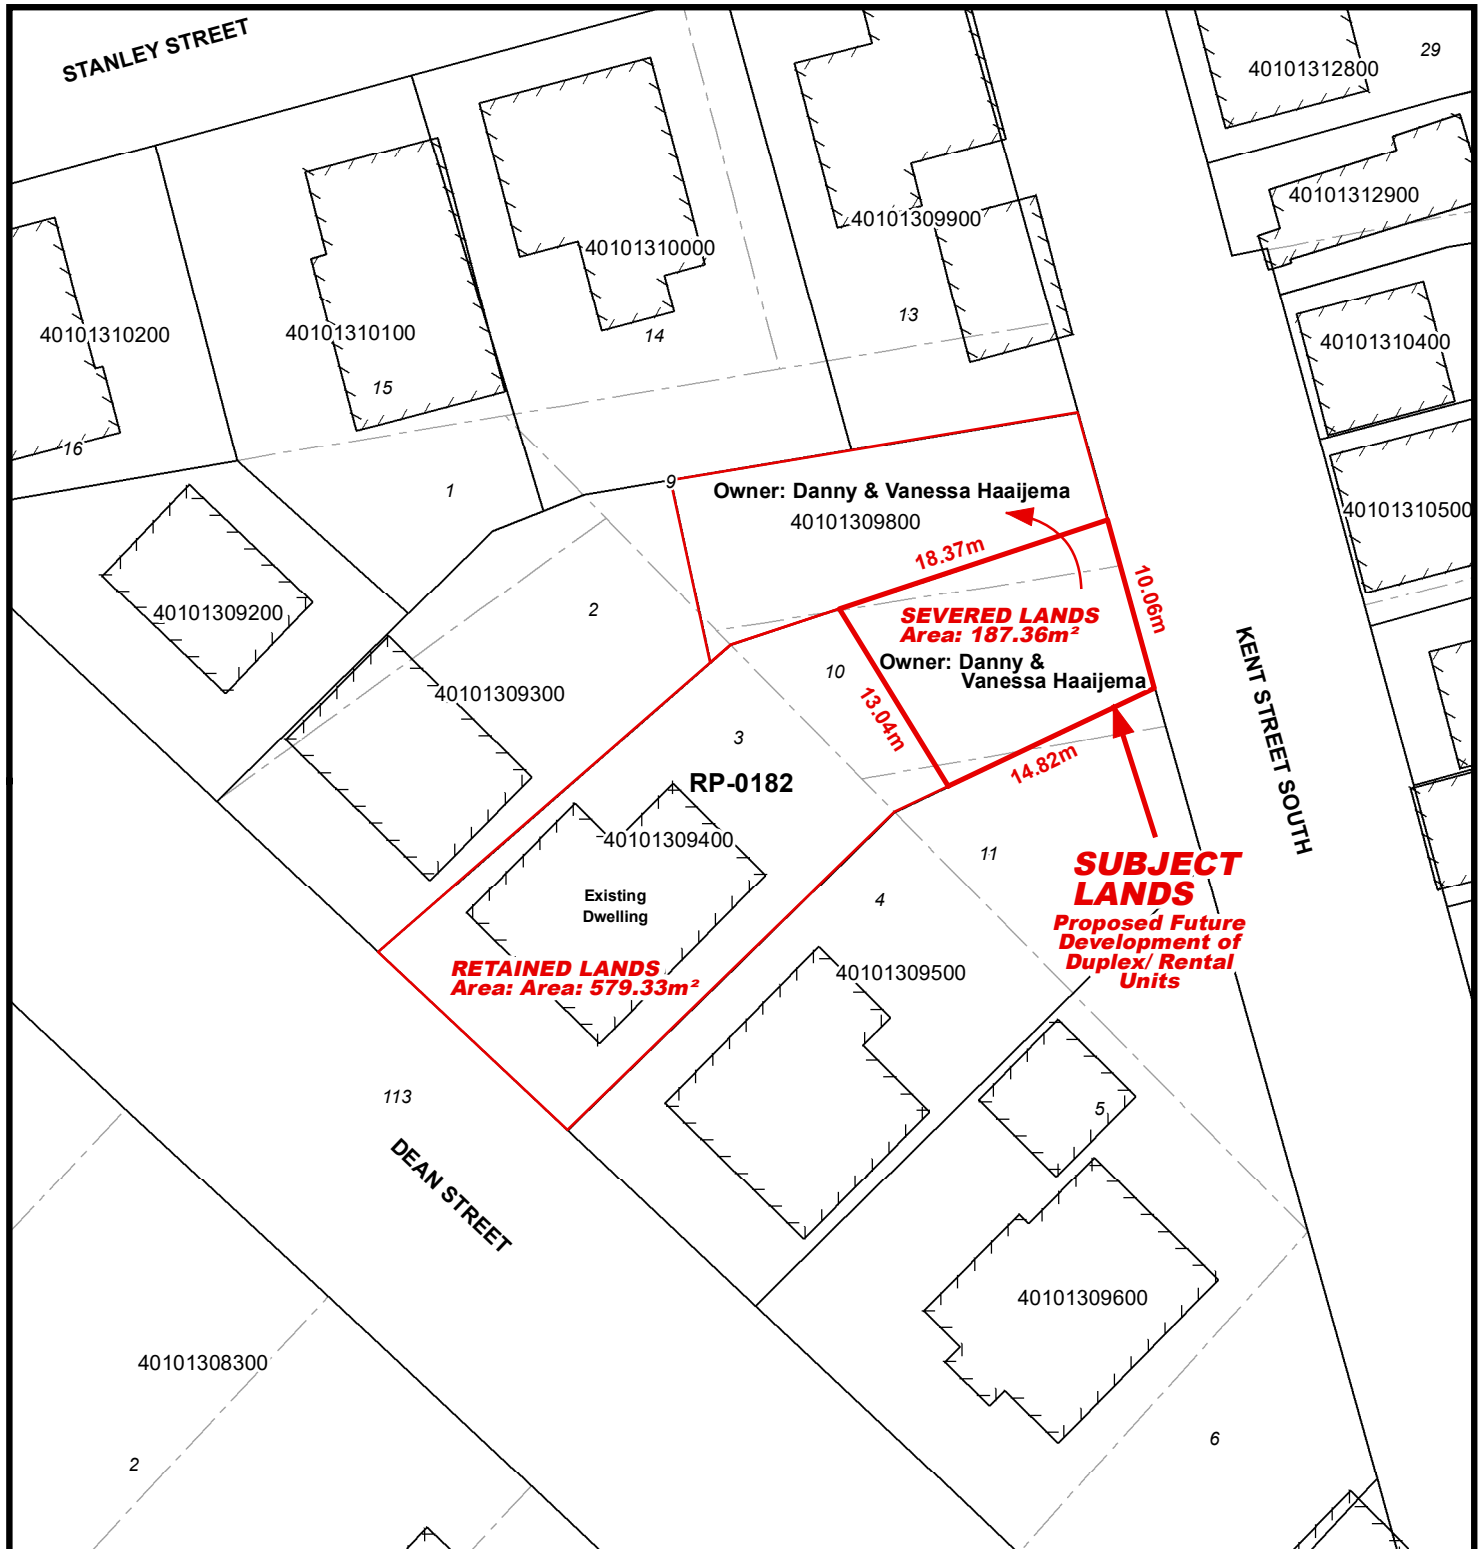 STANLEY STREET
29
40101312800
40101312900
40101309900
40101310000
40101310200
40101310100
13
14
40101310400
15
16
9
1
Owner: Danny & Vanessa Haaijema
40101309800
40101310500
18.37m
10.06m
2
40101309200
SEVERED LANDS
Area: 187.36m²
Owner: Danny &
Vanessa Haaijema
10
40101309300
13.04m
KENT STREET SOUTH
3
RP-0182
14.82m
40101309400
11
SUBJECT
LANDS
Proposed Future
Development of
Duplex/ Rental
Units
Existing
Dwelling
4
RETAINED LANDS
Area: Area: 579.33m²
40101309500
113
5
DEAN STREET
40101309600
40101308300
6
2